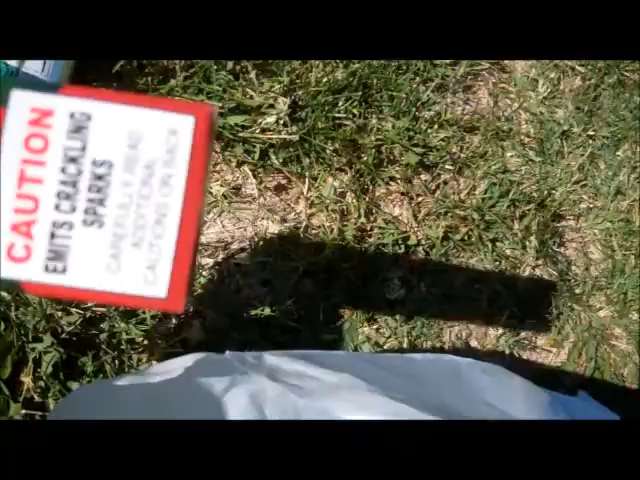 CAUTION
EMITS CRACKLING
SPARKS
CAREFULLY READ
ADDITIONAL
CAUTIONS ON BACK